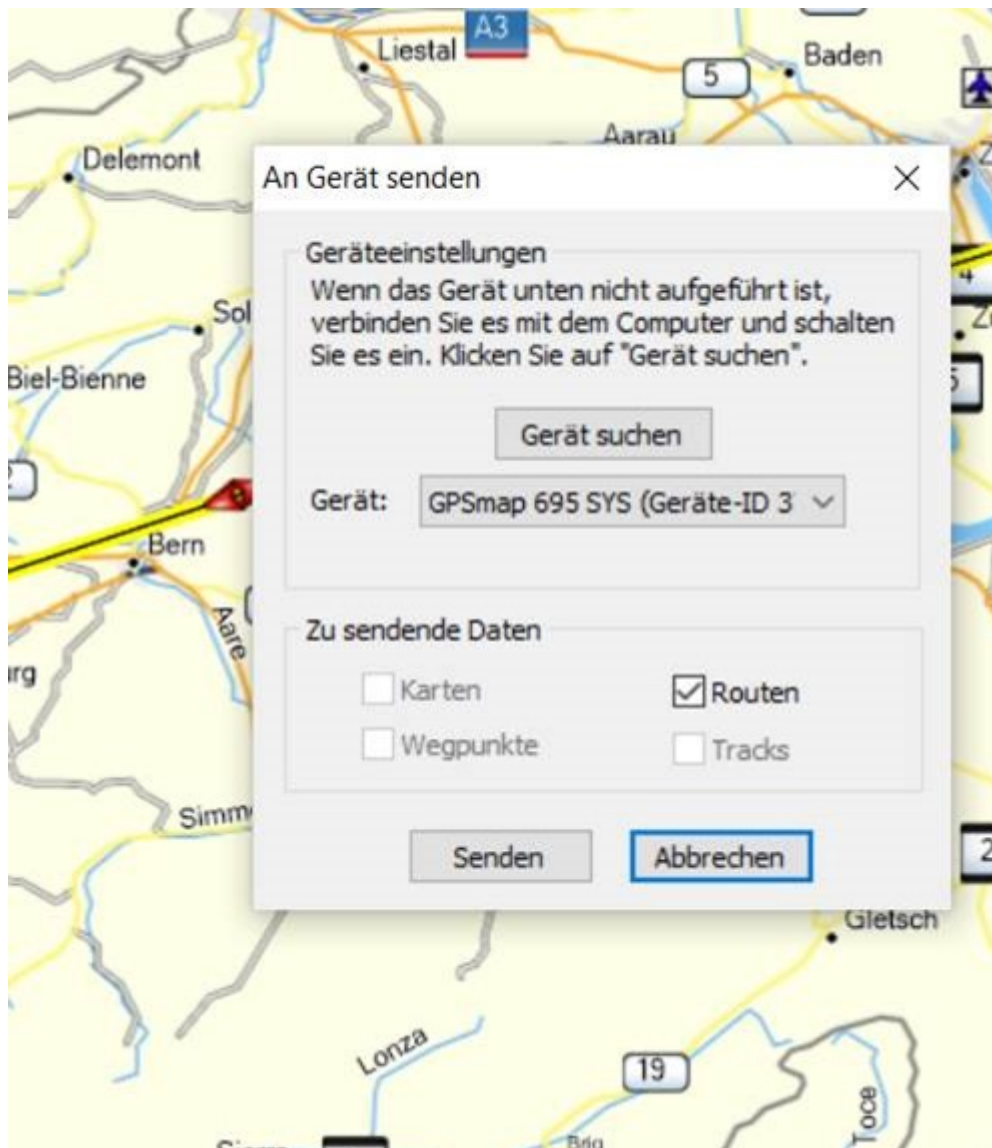 A3
Liestal
Baden
5
Aarau
Delemont
An Gerät senden
Geräteeinstellungen
Wenn das Gerät unten nicht aufgeführt ist,
verbinden Sie es mit dem Computer und schalten
Sie es ein. Klicken Sie auf "Gerät suchen".
4
Biel-Bienne
Gerät suchen
Gerät: GPSmap 695 SYS (Geräte-ID 3
Bern
Aare
Zu sendende Daten
Karten
Routen
Wegpunkte
Tracks
Senden
Abbrechen
Gletsch
Lonza
19
Toce
Brig